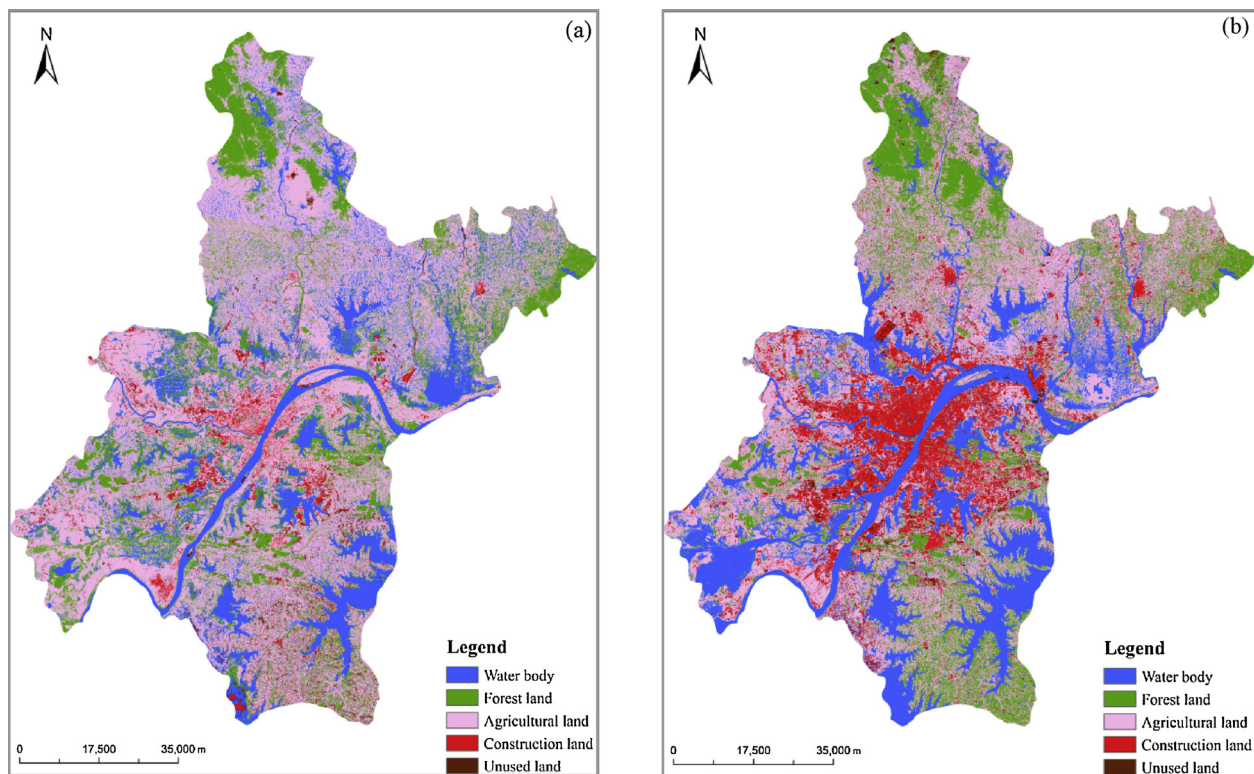 (a)
N
Legend
Water body
Forest land
Agricultural land
Construction land
Unused land
0 17,500 35,000 m
(b)
N
Legend
Water body
Forest land
Agricultural land
Construction land
Unused land
0 17,500 35,000 m